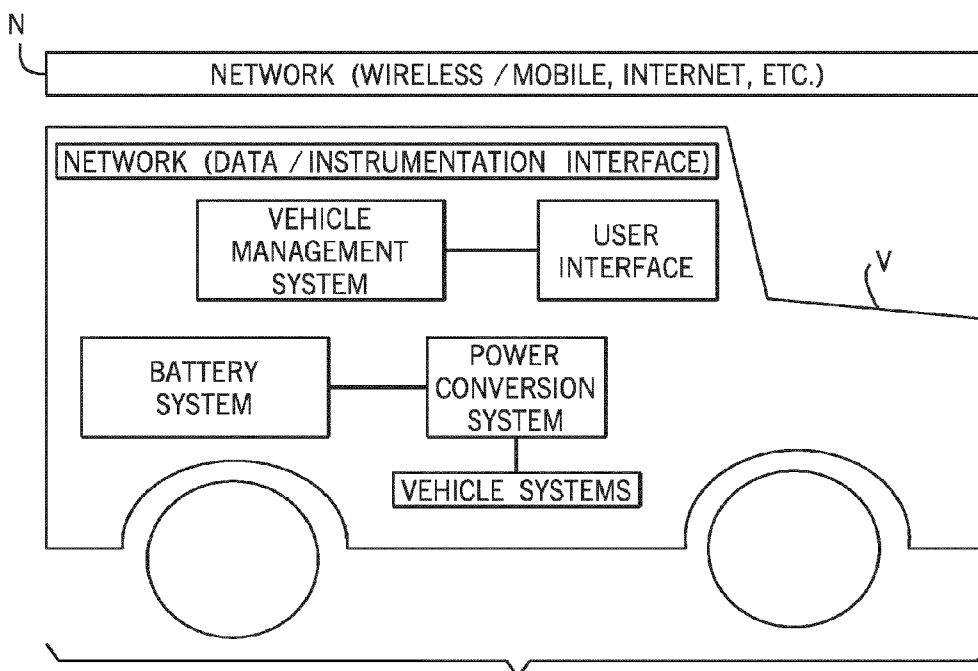 N
NETWORK (WIRELESS / MOBILE, INTERNET, ETC.)
NETWORK (DATA / INSTRUMENTATION INTERFACE)
VEHICLE
MANAGEMENT
SYSTEM
USER
INTERFACE
V
BATTERY
SYSTEM
POWER
CONVERSION
SYSTEM
VEHICLE SYSTEMS